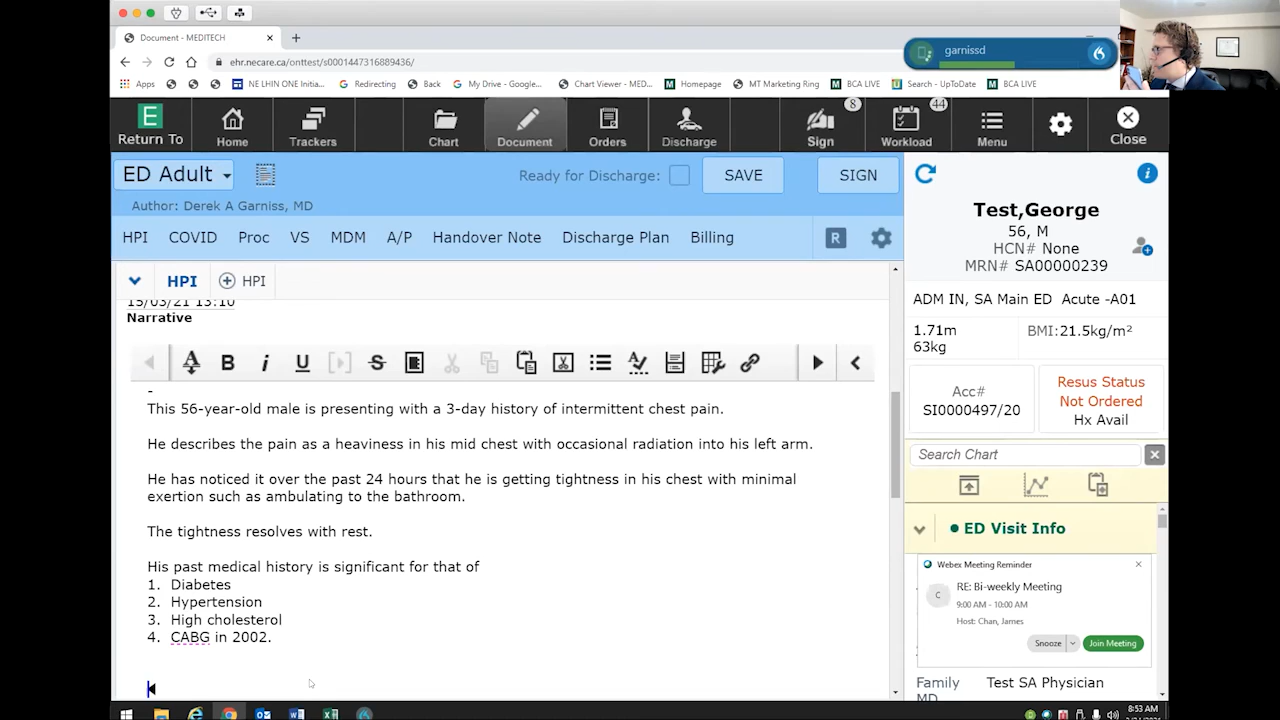 Document - MEDITECH
garnissd
ehr.necare.ca/onttest/s0001447316889436/
Apps
NE LHIN ONE Initia...
Redirecting
Back
My Drive - Google...
Chart Viewer - MED...
Homepage
MT Marketing Ring
BCA LIVE
Search - UpToDate
BCA LIVE
E
Return To
Home
Trackers
Chart
Document
Orders
Discharge
8
Sign
44
Workload
Menu
Close
ED Adult
Ready for Discharge:
SAVE
SIGN
Author: Derek A Garniss, MD
HPI COVID Proc VS MDM A/P Handover Note Discharge Plan Billing R
HPI HPI
15/03/21 13:10
Narrative
-
This 56-year-old male is presenting with a 3-day history of intermittent chest pain.
He describes the pain as a heaviness in his mid chest with occasional radiation into his left arm.
He has noticed it over the past 24 hours that he is getting tightness in his chest with minimal
exertion such as ambulating to the bathroom.
The tightness resolves with rest.
His past medical history is significant for that of
1. Diabetes
2. Hypertension
3. High cholesterol
4. CABG in 2002.
Test,George
56, M
HCN# None
MRN# SA00000239
ADM IN, SA Main ED Acute -A01
1.71m
63kg
BMI:21.5kg/m²
Acc#
SI0000497/20
Resus Status
Not Ordered
Hx Avail
Search Chart
ED Visit Info
Webex Meeting Reminder
C
RE: Bi-weekly Meeting
9:00 AM - 10:00 AM
Host: Chan, James
Snooze
Join Meeting
Family
MD
Test SA Physician
8:53 AM